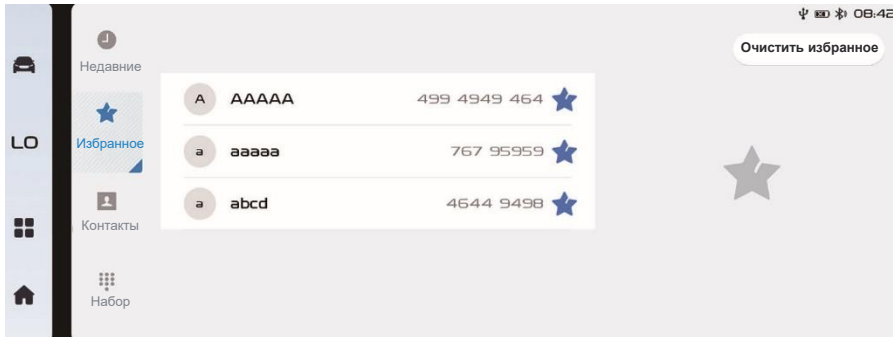 08:42
Недавние
Очистить избранное
LO
Избранное
A AAAAA 499 4949 464
a aaaaa 767 95959
a abcd 4644 9498
Контакты
Набор